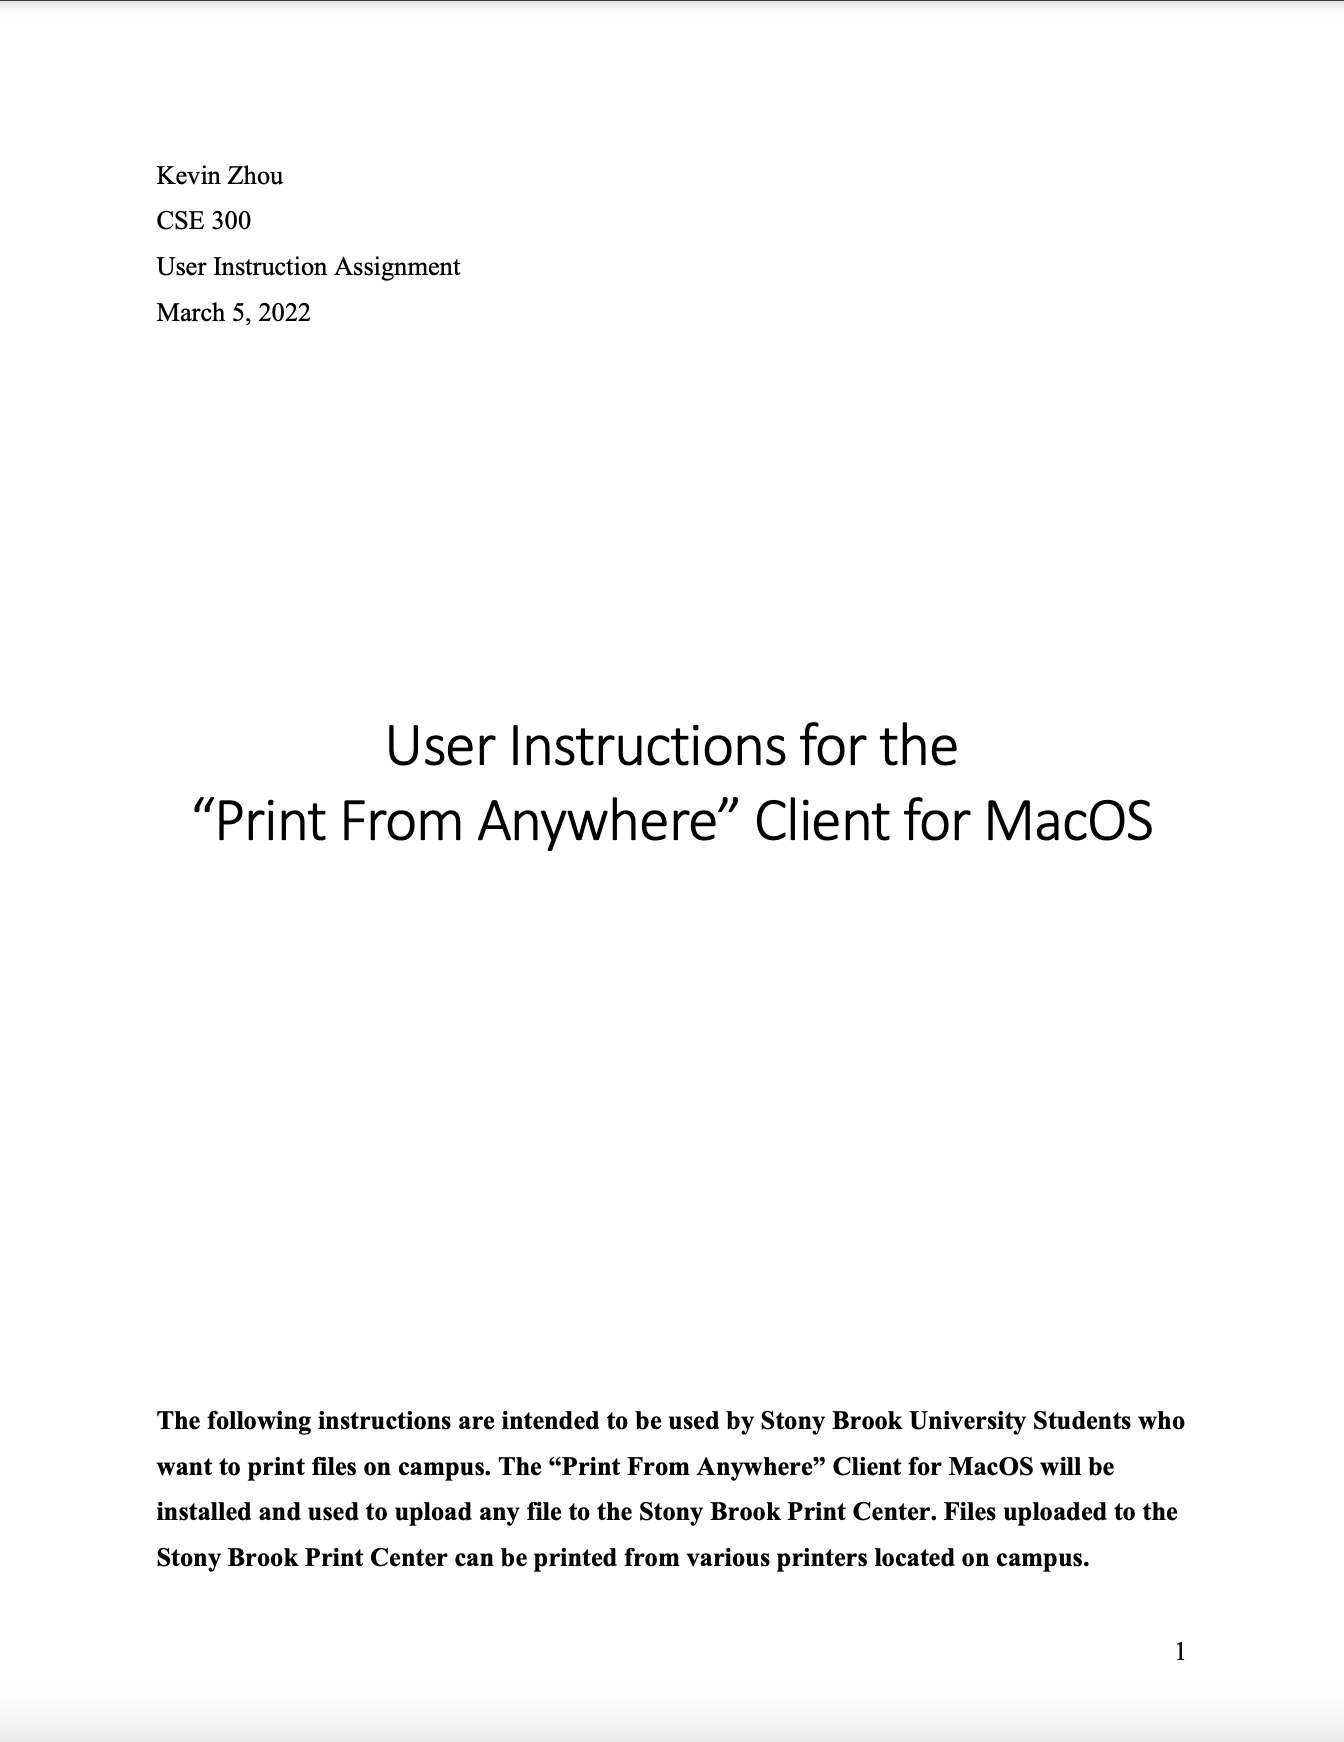 Kevin Zhou
CSE 300
User Instruction Assignment
March 5, 2022
User Instructions for the
“Print From Anywhere” Client for MacOS
The following instructions are intended to be used by Stony Brook University Students who
want to print files on campus. The “Print From Anywhere” Client for MacOS will be
installed and used to upload any file to the Stony Brook Print Center. Files uploaded to the
Stony Brook Print Center can be printed from various printers located on campus.
1